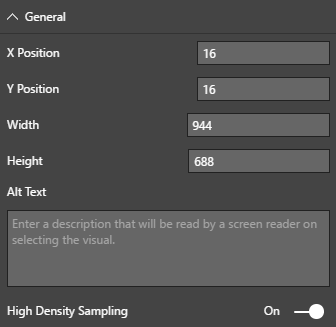 General
X Position 16
Y Position 16
Width 944
Height 688
Alt Text
Enter a description that will be read by a screen reader on
selecting the visual.
High Density Sampling On